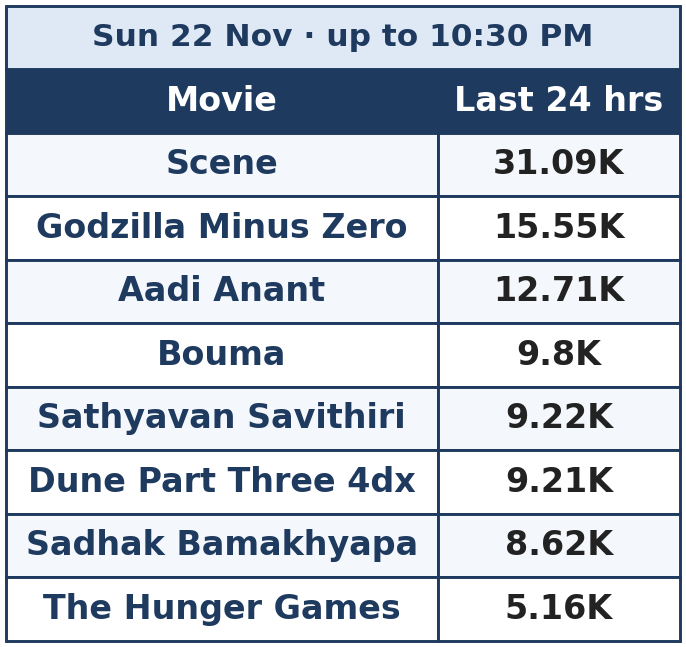 Sun 22 Nov · up to 10:30 PM
Movie Last 24 hrs
Scene 31.09K
Godzilla Minus Zero 15.55K
Aadi Anant 12.71K
Bouma 9.8K
Sathyavan Savithiri 9.22K
Dune Part Three 4dx 9.21K
Sadhak Bamakhyapa 8.62K
The Hunger Games 5.16K